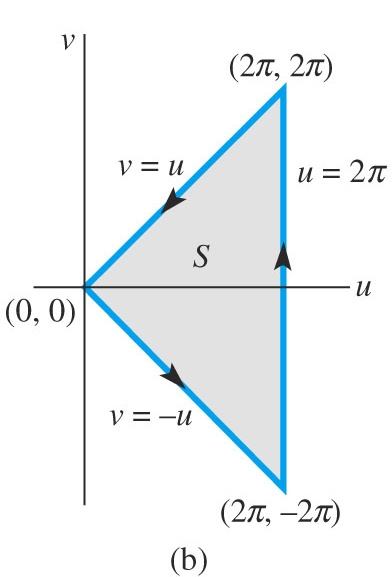 v
(2π, 2π)
v = u
u = 2π
S
u
(0, 0)
v = –u
(2π, –2π)
(b)